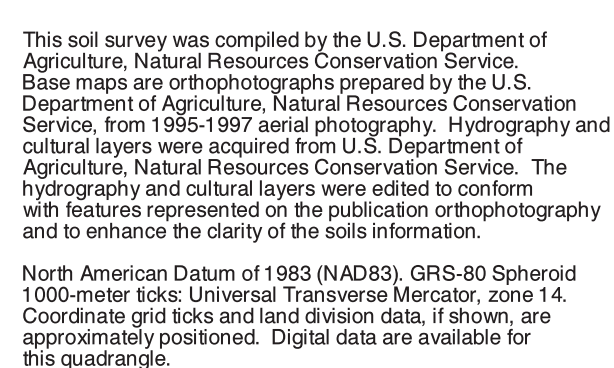 This soil survey was compiled by the U.S. Department of
Agriculture, Natural Resources Conservation Service.
Base maps are orthophotographs prepared by the U.S.
Department of Agriculture, Natural Resources Conservation
Service, from 1995-1997 aerial photography.  Hydrography and
cultural layers were acquired from U.S. Department of
Agriculture, Natural Resources Conservation Service.  The
hydrography and cultural layers were edited to conform
with features represented on the publication orthophotography
and to enhance the clarity of the soils information.

North American Datum of 1983 (NAD83). GRS-80 Spheroid
1000-meter ticks: Universal Transverse Mercator, zone 14.
Coordinate grid ticks and land division data, if shown, are
approximately positioned.  Digital data are available for
this quadrangle.